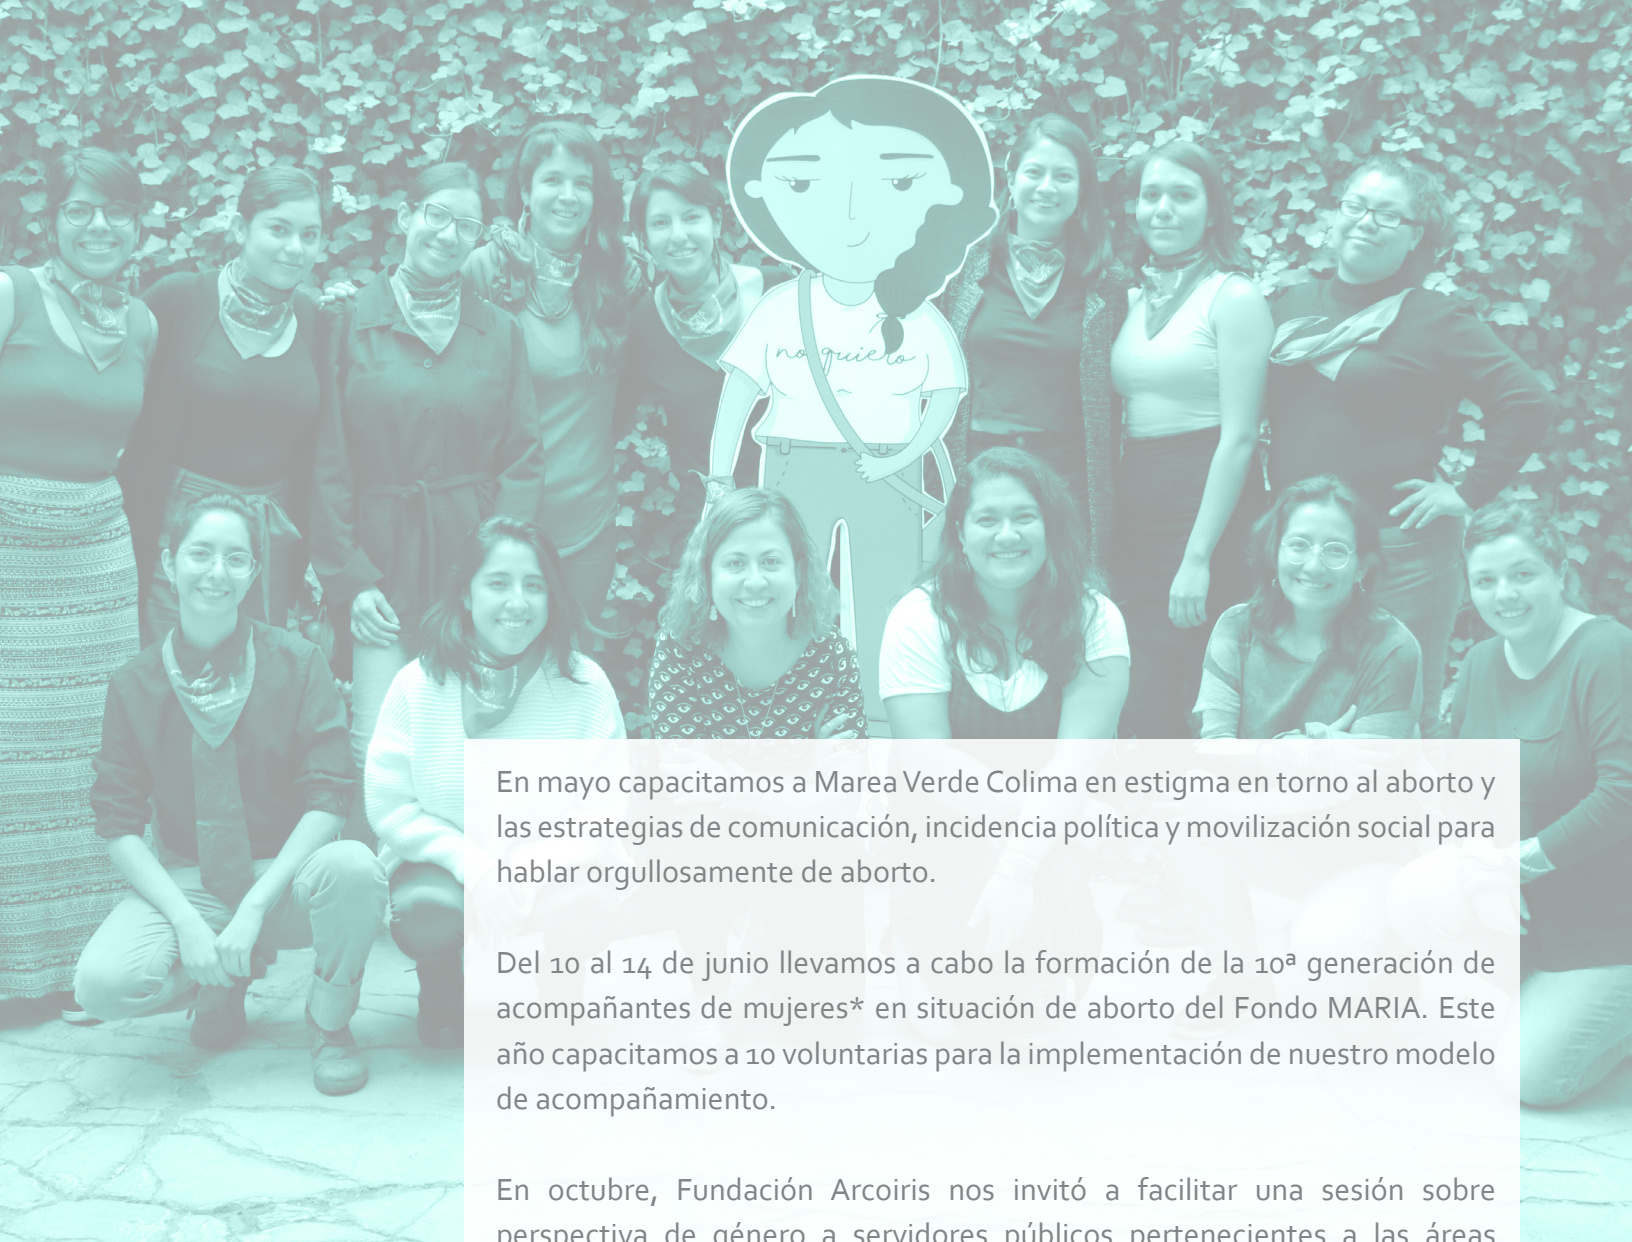 no quiero
En mayo capacitamos a Marea Verde Colima en estigma en torno al aborto y
las estrategias de comunicación, incidencia política y movilización social para
hablar orgullosamente de aborto.
Del 10 al 14 de junio llevamos a cabo la formación de la 10ª generación de
acompañantes de mujeres* en situación de aborto del Fondo MARIA. Este
año capacitamos a 10 voluntarias para la implementación de nuestro modelo
de acompañamiento.
En octubre, Fundación Arcoiris nos invitó a facilitar una sesión sobre
perspectiva de género a servidores públicos pertenecientes a las áreas